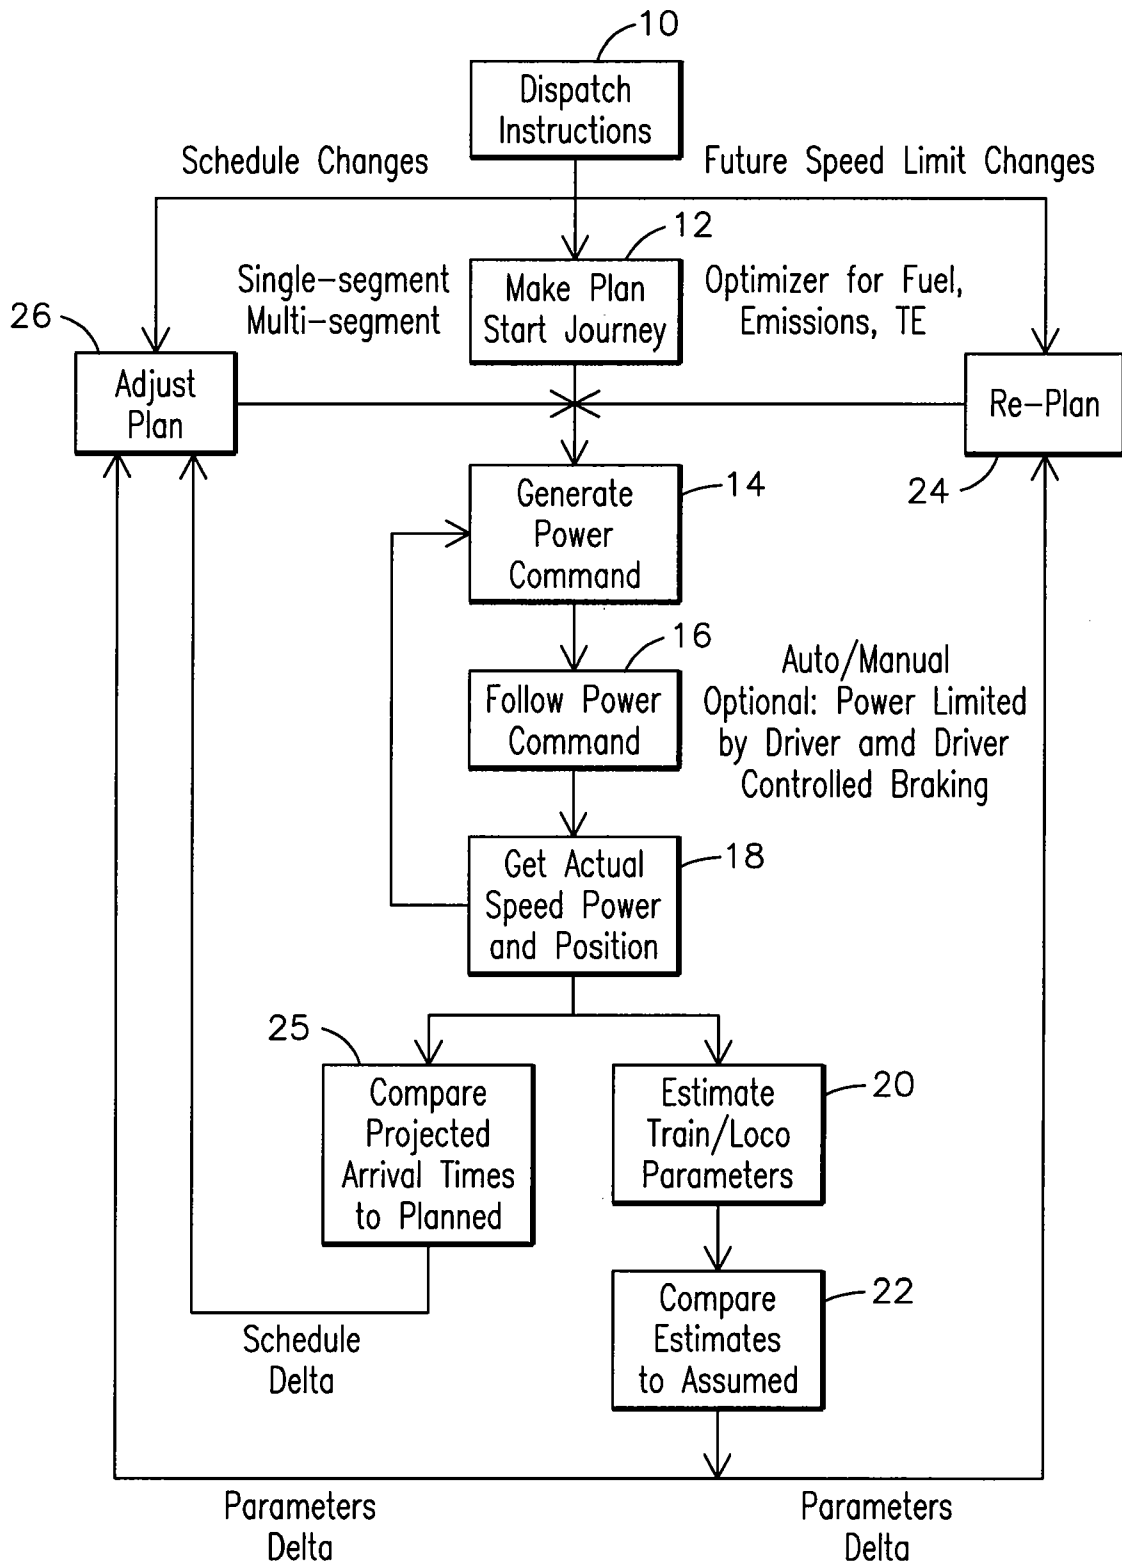 10
Dispatch
Instructions
Schedule Changes
Future Speed Limit Changes
12
Single-segment
Multi-segment
Make Plan
Start Journey
Optimizer for Fuel,
Emissions, TE
26
Adjust
Plan
Re-Plan
24
Generate
Power
Command
14
16
Follow Power
Command
Auto/Manual
Optional: Power Limited
by Driver amd Driver
Controlled Braking
Get Actual
Speed Power
and Position
18
25
Compare
Projected
Arrival Times
to Planned
Estimate
Train/Loco
Parameters
20
Compare
Estimates
to Assumed
22
Schedule
Delta
Parameters
Delta
Parameters
Delta